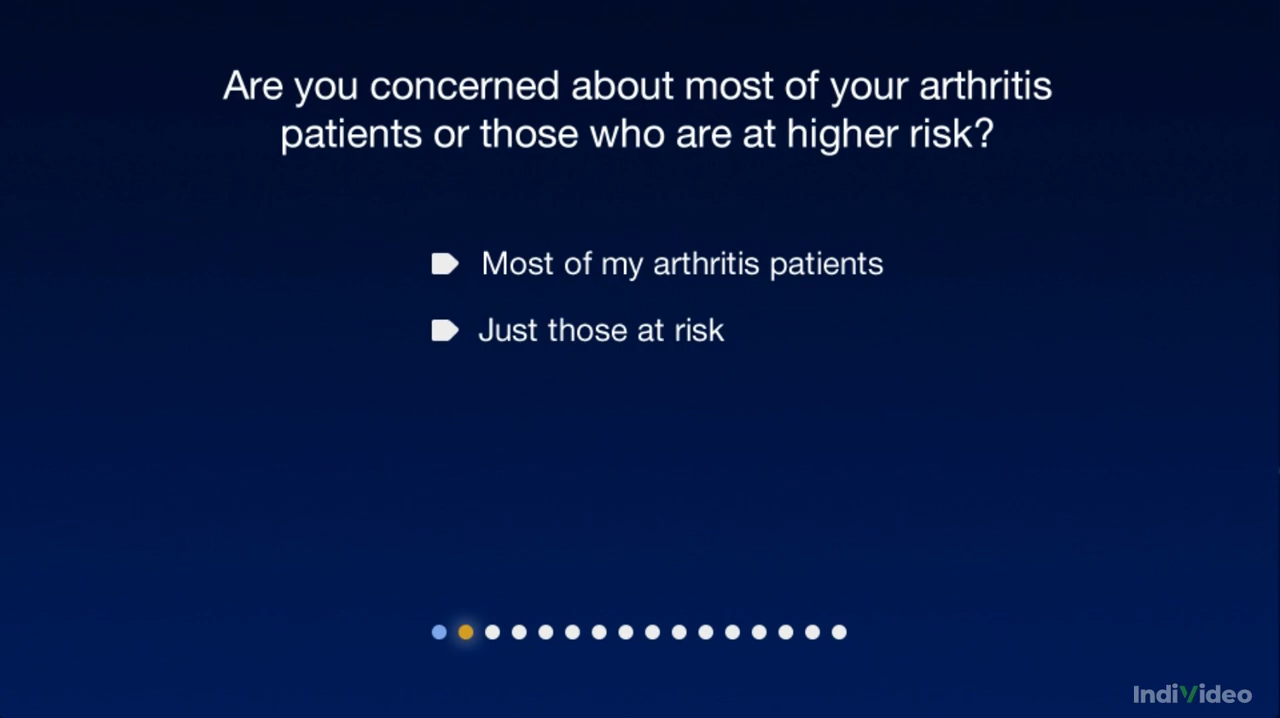 Are you concerned about most of your arthritis
patients or those who are at higher risk?
Most of my arthritis patients
Just those at risk
IndiVideo